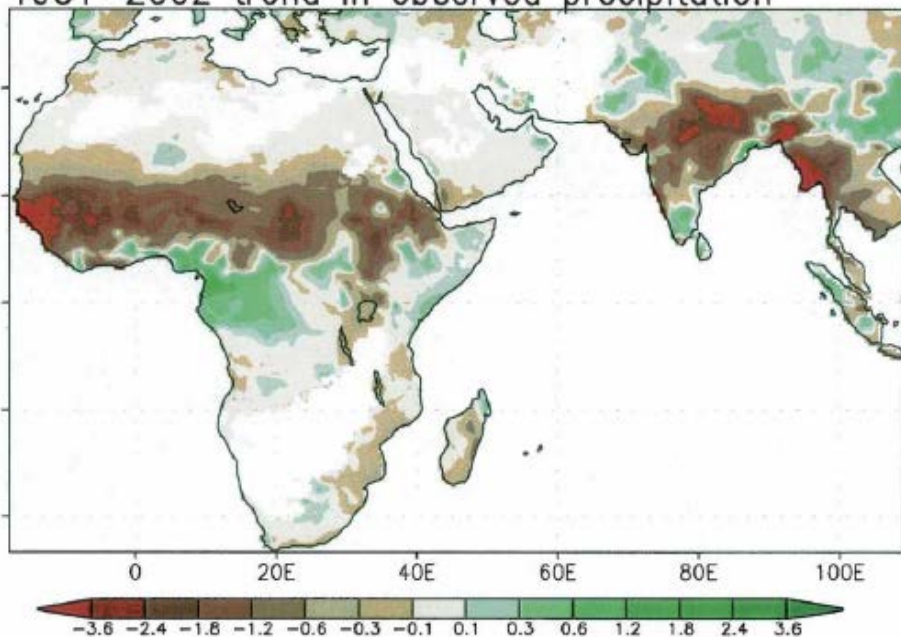 trend in observed precipitation
0 20E 40E 60E 80E 100E
−3.6 −2.4 −1.8 −1.2 −0.6 −0.3 −0.1 0.1 0.3 0.6 1.2 1.8 2.4 3.6